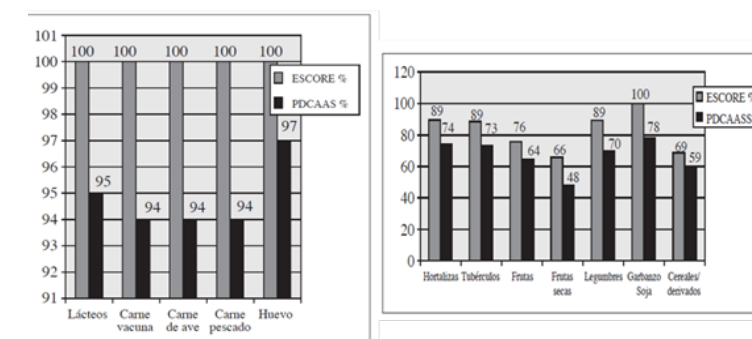 101
100
99
98
97
96
95
94
93
92
91
100 100 100 100 100
95 94 94 94 97
ESCORE %
PDCAAS %
Lácteos Carne vacuna Carne de ave Carne pescado Huevo
120
100
80
60
40
20
0
89 74 89 73 76 64 66 48 89 70 100 78 69 59
ESCORE %
PDCAASS
Hortalizas Tubérculos Frutas Frutas secas Legumbres Garbanzo Soja Cereales/ derivados